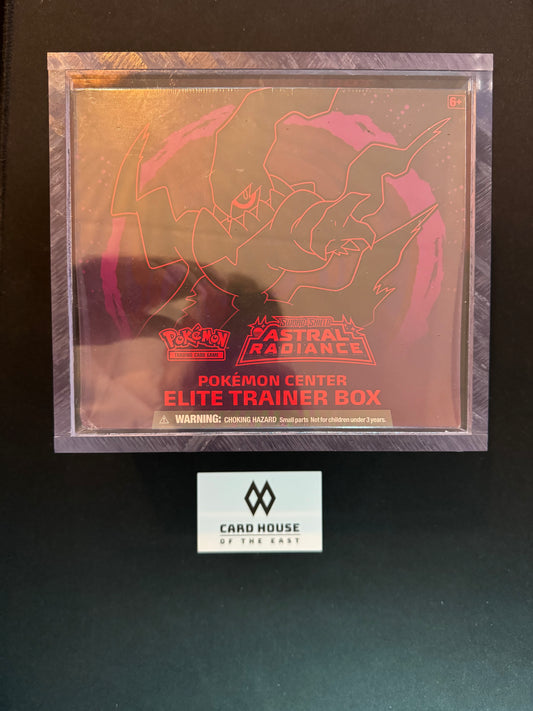 6+
POKÉMON
TRADING CARD GAME
SWORD & SHIELD
ASTRAL
RADIANCE
POKÉMON CENTER
ELITE TRAINER BOX
WARNING: CHOKING HAZARD Small parts Not for children under 3 years.
CARD HOUSE
OF THE EAST